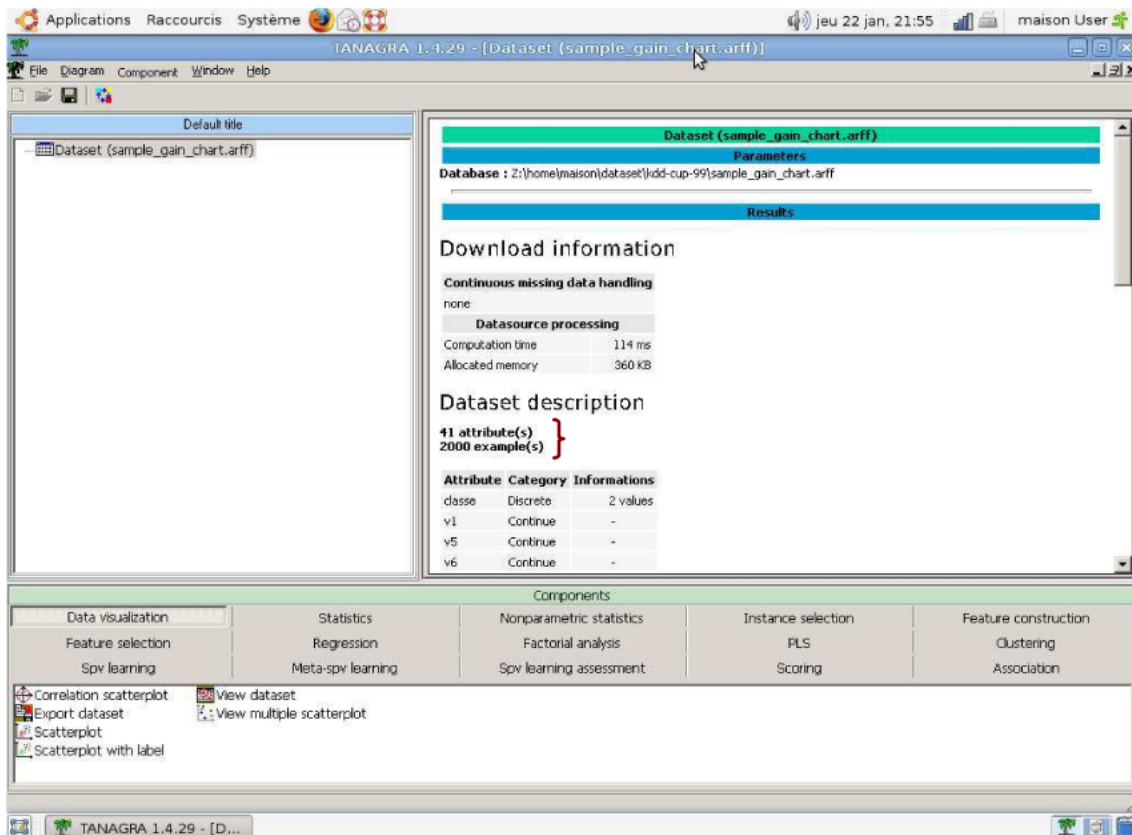 Applications Raccourcis Système jeu 22 jan, 21:55 maison User
TANAGRA 1.4.29 - [Dataset (sample_gain_chart.arff)]
File Diagram Component Window Help
Default title
Dataset (sample_gain_chart.arff)
Dataset (sample_gain_chart.arff)
Parameters
Database : Z:\home\maison\dataset\kdd-cup-99\sample_gain_chart.arff
Results
Download information
Continuous missing data handling
none
Datasource processing
Computation time 114 ms
Allocated memory 360 KB
Dataset description
41 attribute(s)
2000 example(s)
Attribute Category Informations
classe Discrete 2 values
v1 Continue -
v5 Continue -
v6 Continue -
Components
Data visualization Statistics Nonparametric statistics Instance selection Feature construction
Feature selection Regression Factorial analysis PLS Clustering
Spv learning Meta-spv learning Spv learning assessment Scoring Association
Correlation scatterplot View dataset
Export dataset View multiple scatterplot
Scatterplot
Scatterplot with label
TANAGRA 1.4.29 - [D...